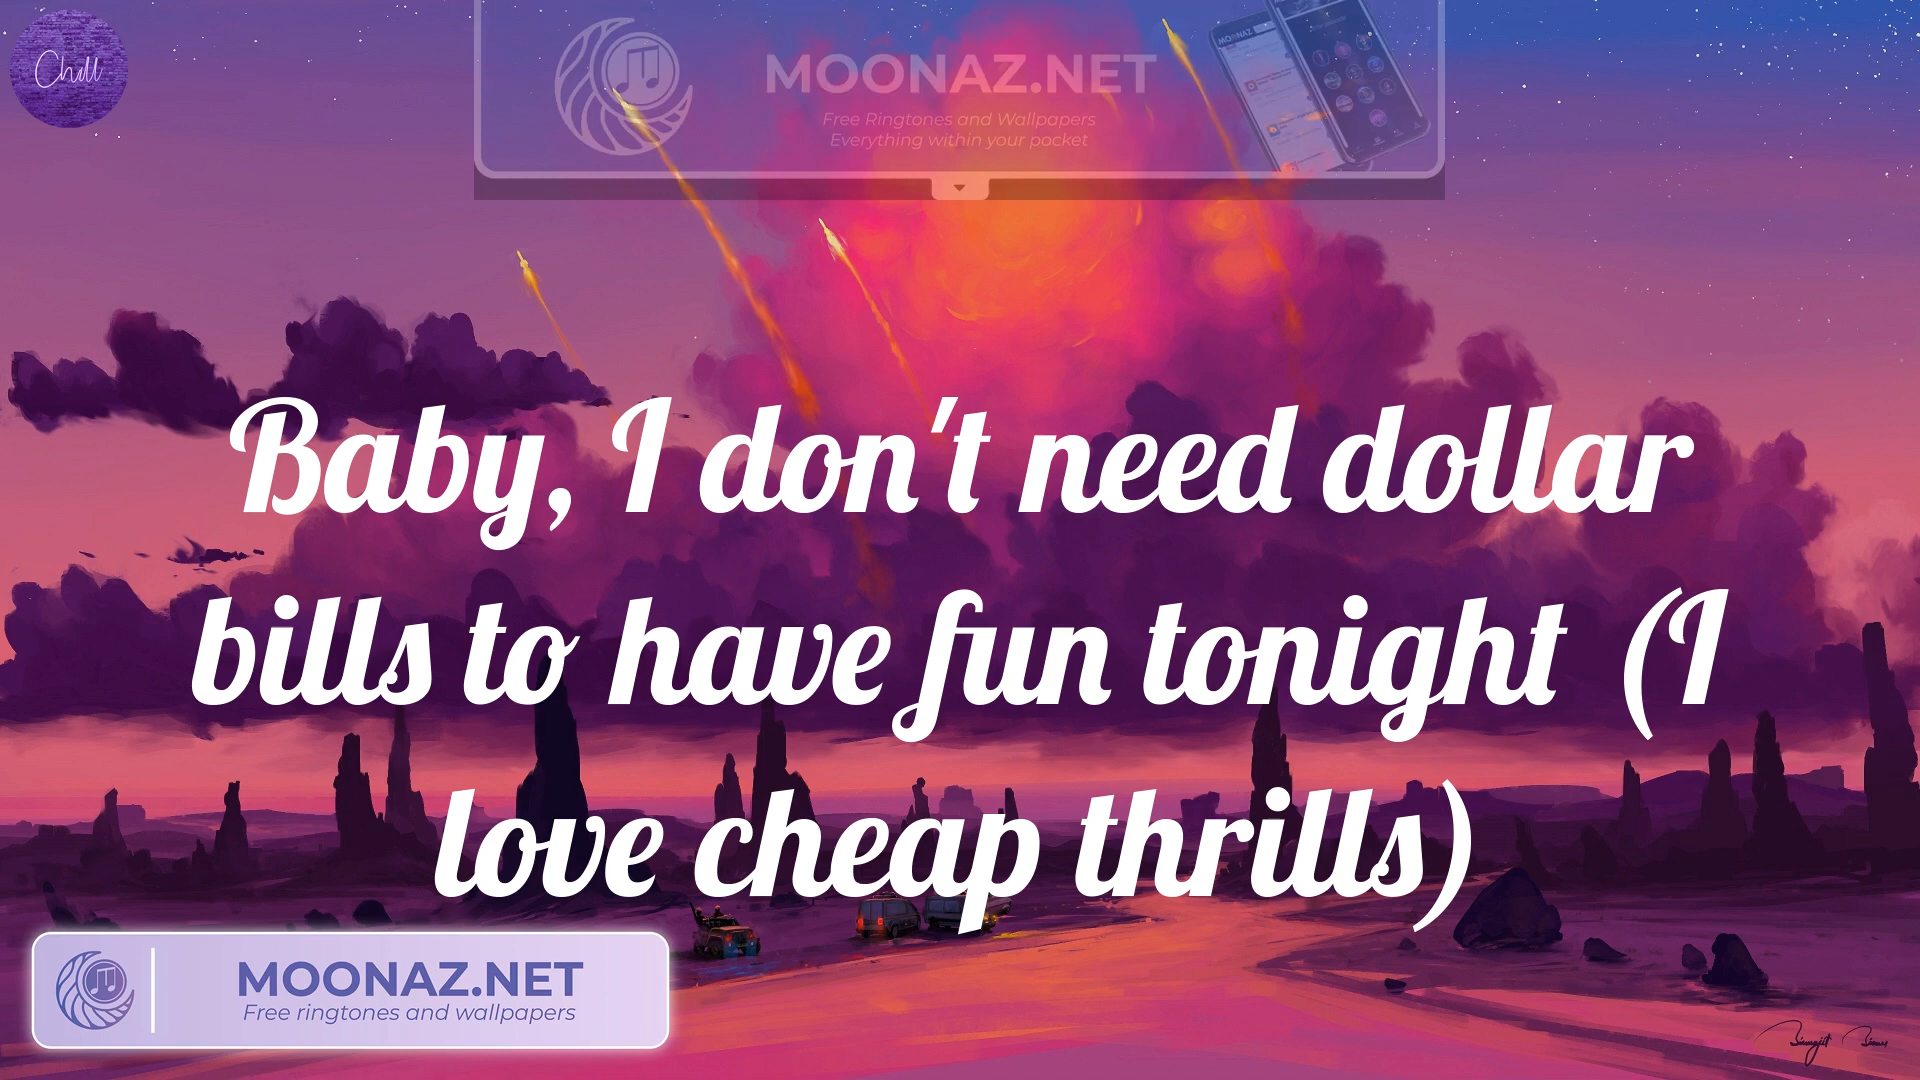 Chill
MOONAZ.NET
Free Ringtones and Wallpapers
Everything within your pocket
Baby, I don't need dollar
bills to have fun tonight (I
love cheap thrills)
MOONAZ.NET
Free ringtones and wallpapers